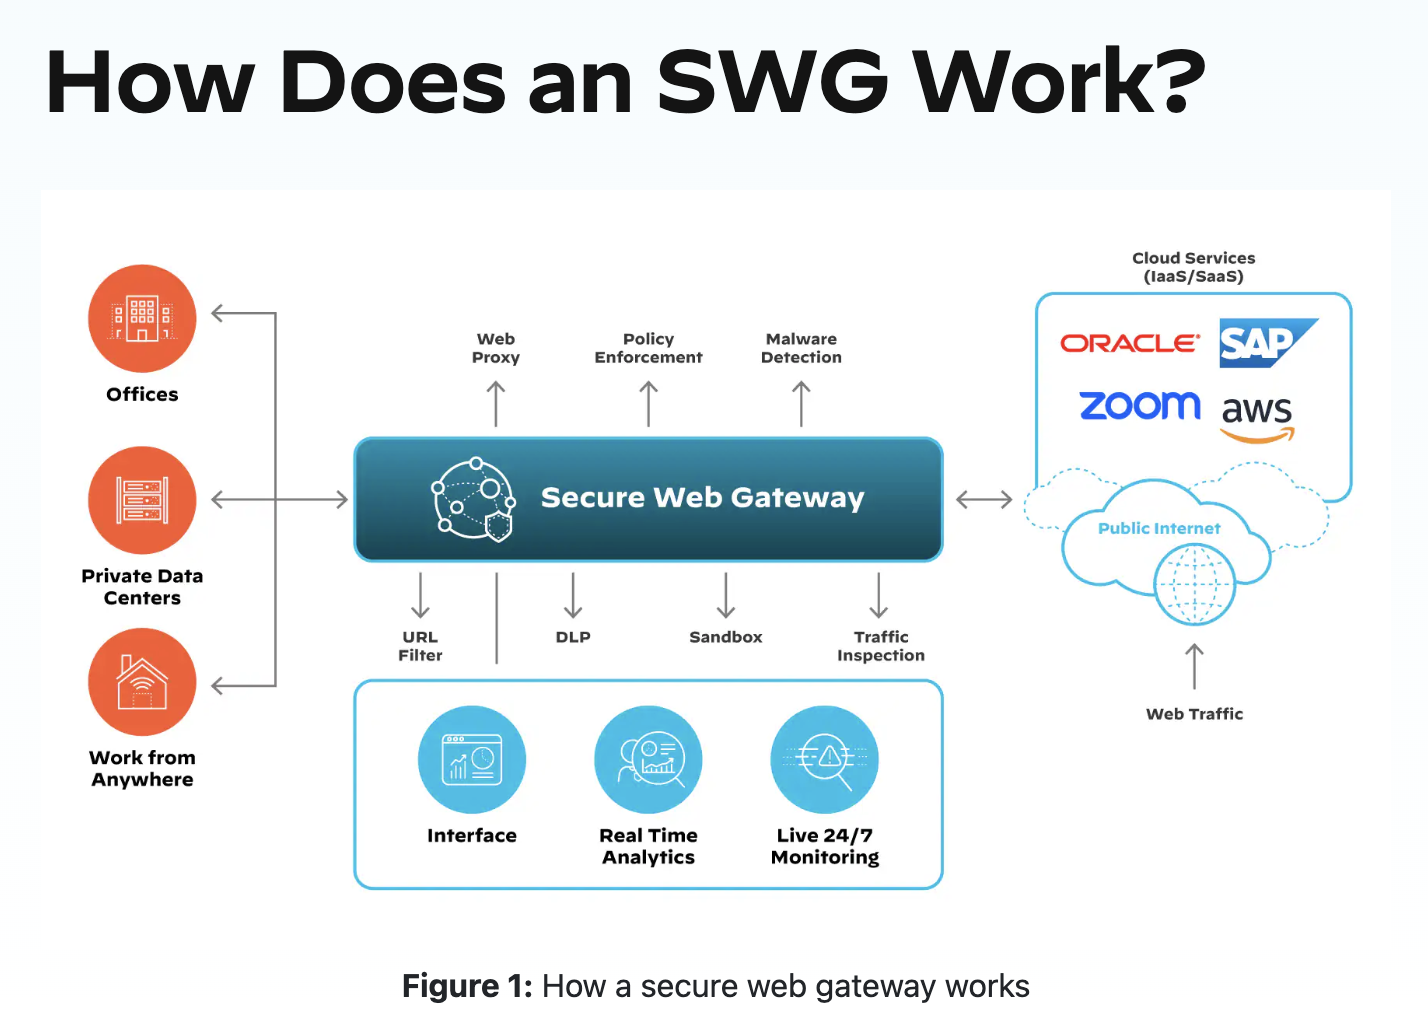 How Does an SWG Work?
Offices
Private Data
Centers
Work from
Anywhere
Web
Proxy
Policy
Enforcement
Malware
Detection
Secure Web Gateway
URL
Filter
DLP
Sandbox
Traffic
Inspection
Interface
Real Time
Analytics
Live 24/7
Monitoring
Cloud Services
(IaaS/SaaS)
ORACLE®
SAP
zoom
aws
Public Internet
Web Traffic
Figure 1: How a secure web gateway works